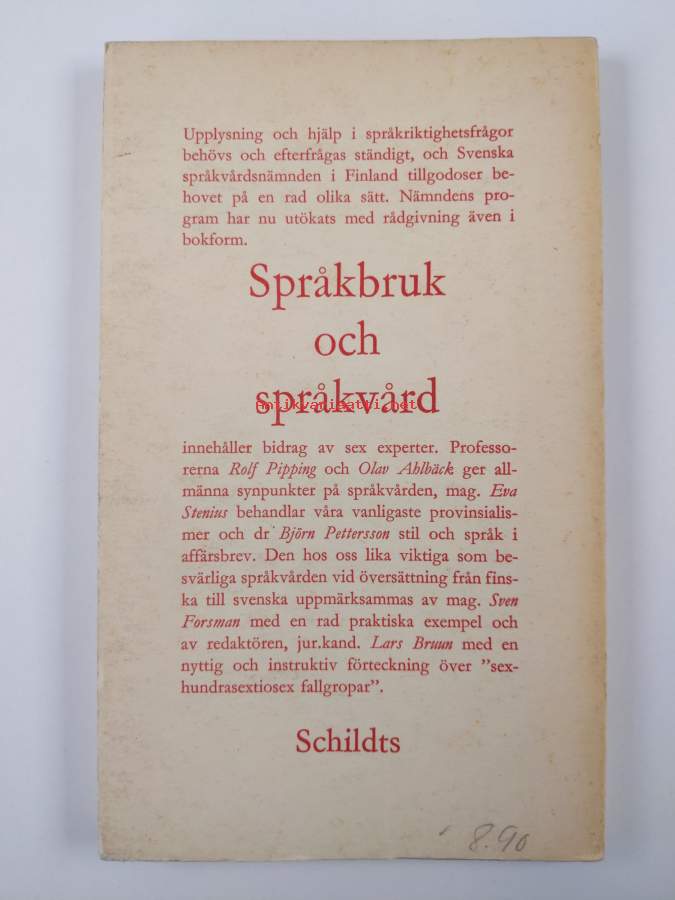 Upplysning och hjälp i språkriktighetsfrågor
behövs och efterfrågas ständigt, och Svenska
språkvårdsnämnden i Finland tillgodoser be-
hovet på en rad olika sätt. Nämndens pro-
gram har nu utökats med rådgivning även i
bokform.
Språkbruk
och
språkvård
antikvariaatti.net
innehåller bidrag av sex experter. Professo-
rerna Rolf Pipping och Olav Ahlbäck ger all-
männa synpunkter på språkvården, mag. Eva
Stenius behandlar våra vanligaste provinsialis-
mer och dr Björn Pettersson stil och språk i
affärsbrev. Den hos oss lika viktiga som be-
svärliga språkvården vid översättning från fins-
ka till svenska uppmärksammas av mag. Sven
Forsman med en rad praktiska exempel och
av redaktören, jur.kand. Lars Bruun med en
nyttig och instruktiv förteckning över ”sex-
hundrasextiosex fallgropar”.
Schildts
8.90